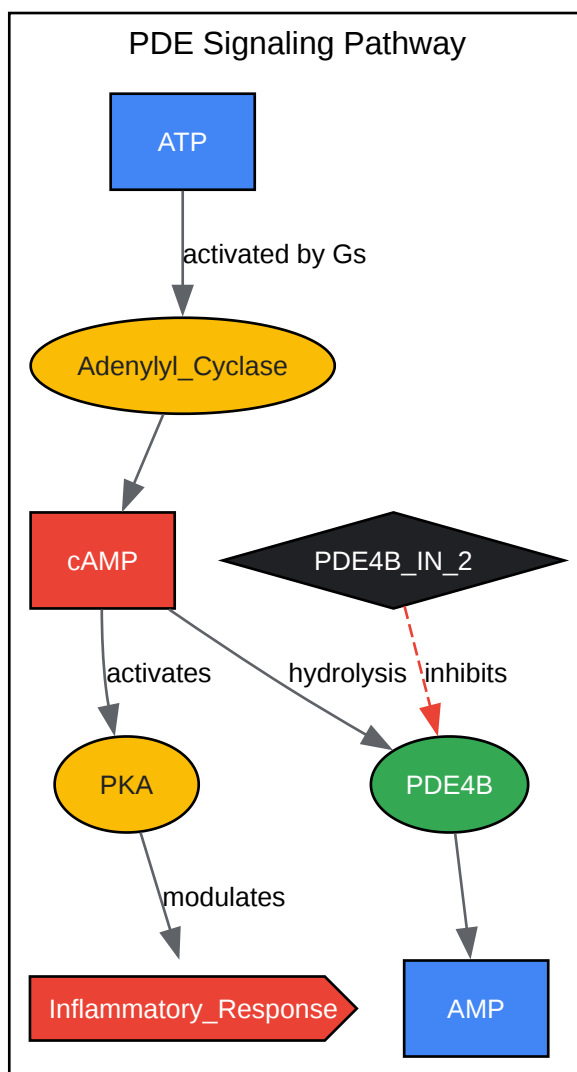 PDE Signaling Pathway
ATP
activated by Gs
Adenylyl_Cyclase
cAMP
PDE4B_IN_2
activates
hydrolysis
inhibits
PKA
PDE4B
modulates
Inflammatory_Response
AMP